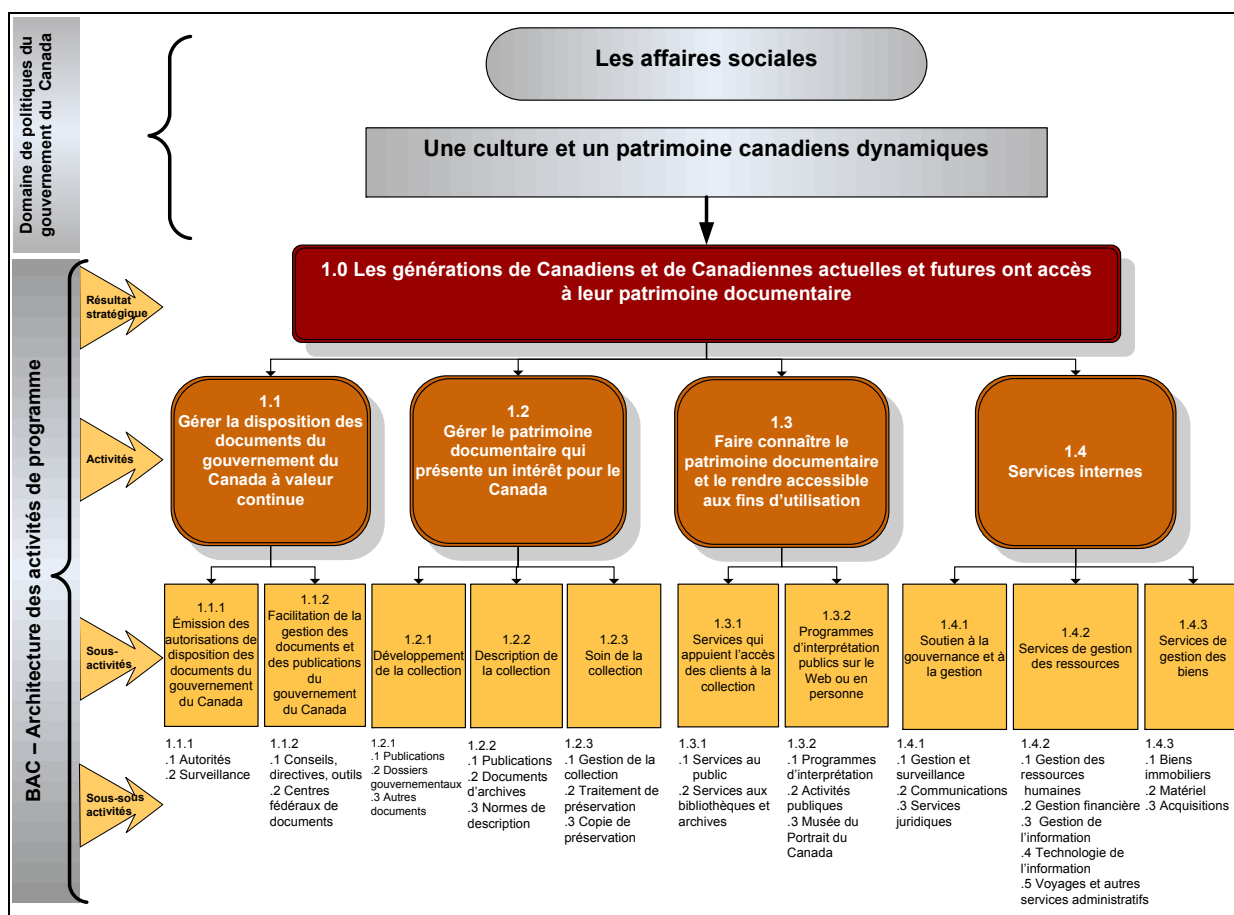 Domaine de politiques du
gouvernement du Canada
Les affaires sociales
Une culture et un patrimoine canadiens dynamiques
BAC – Architecture des activités de programme
Résultat
stratégique
1.0 Les générations de Canadiens et de Canadiennes actuelles et futures ont accès
à leur patrimoine documentaire
Activités
1.1
Gérer la disposition des
documents du
gouvernement du
Canada à valeur
continue
1.2
Gérer le patrimoine
documentaire qui
présente un intérêt pour le
Canada
1.3
Faire connaître le
patrimoine documentaire
et le rendre accessible
aux fins d'utilisation
1.4
Services internes
Sous-
activités
1.1.1
Émission des
autorisations de
disposition des
documents du
gouvernement
du Canada
1.1.2
Facilitation de la
gestion des
documents et
des publications
du
gouvernement
du Canada
1.2.1
Développement
de la collection
1.2.2
Description de
la collection
1.2.3
Soin de la
collection
1.3.1
Services qui
appuient l'accès
des clients à la
collection
1.3.2
Programmes
d'interprétation
publics sur le
Web ou en
personne
1.4.1
Soutien à la
gouvernance et à
la gestion
1.4.2
Services de gestion
des ressources
1.4.3
Services de
gestion des
biens
Sous-sous
activités
1.1.1
.1 Autorités
.2 Surveillance
1.1.2
.1 Conseils,
directives, outils
.2 Centres
fédéraux de
documents
1.2.1
.1 Publications
.2 Dossiers
gouvernementaux
.3 Autres
documents
1.2.2
.1 Publications
.2 Documents
d'archives
.3 Normes de
description
1.2.3
.1 Gestion de la
collection
.2 Traitement de
préservation
.3 Copie de
préservation
1.3.1
.1 Services au
public
.2 Services aux
bibliothèques et
archives
1.3.2
.1 Programmes
d'interprétation
.2 Activités
publiques
.3 Musée du
Portrait du
Canada
1.4.1
.1 Gestion et
surveillance
.2 Communications
.3 Services
juridiques
1.4.2
.1 Gestion des
ressources
humaines
.2 Gestion financière
.3 Gestion de
l'information
.4 Technologie de
l'information
.5 Voyages et autres
services administratifs
1.4.3
.1 Biens
immobiliers
.2 Matériel
.3 Acquisitions